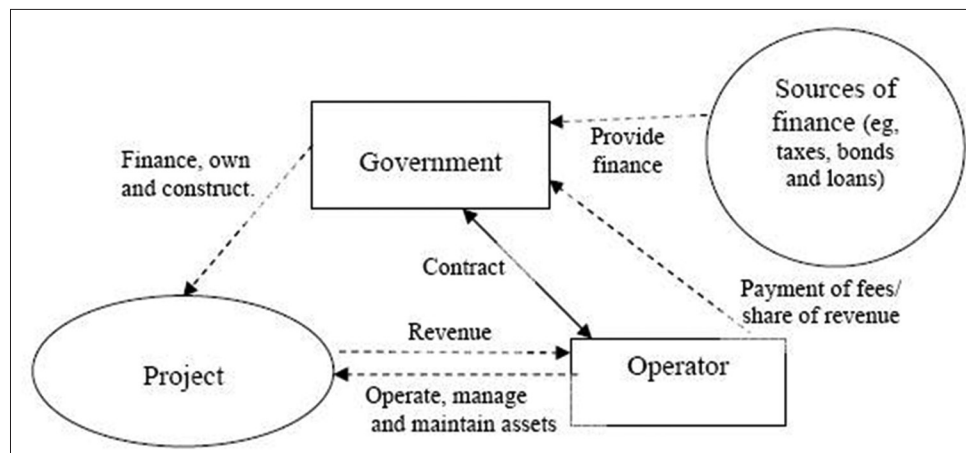 Sources of
finance (eg,
taxes, bonds
and loans)
Provide
finance
Government
Finance, own
and construct.
Contract
Payment of fees/
share of revenue
Revenue
Operator
Project
Operate, manage
and maintain assets